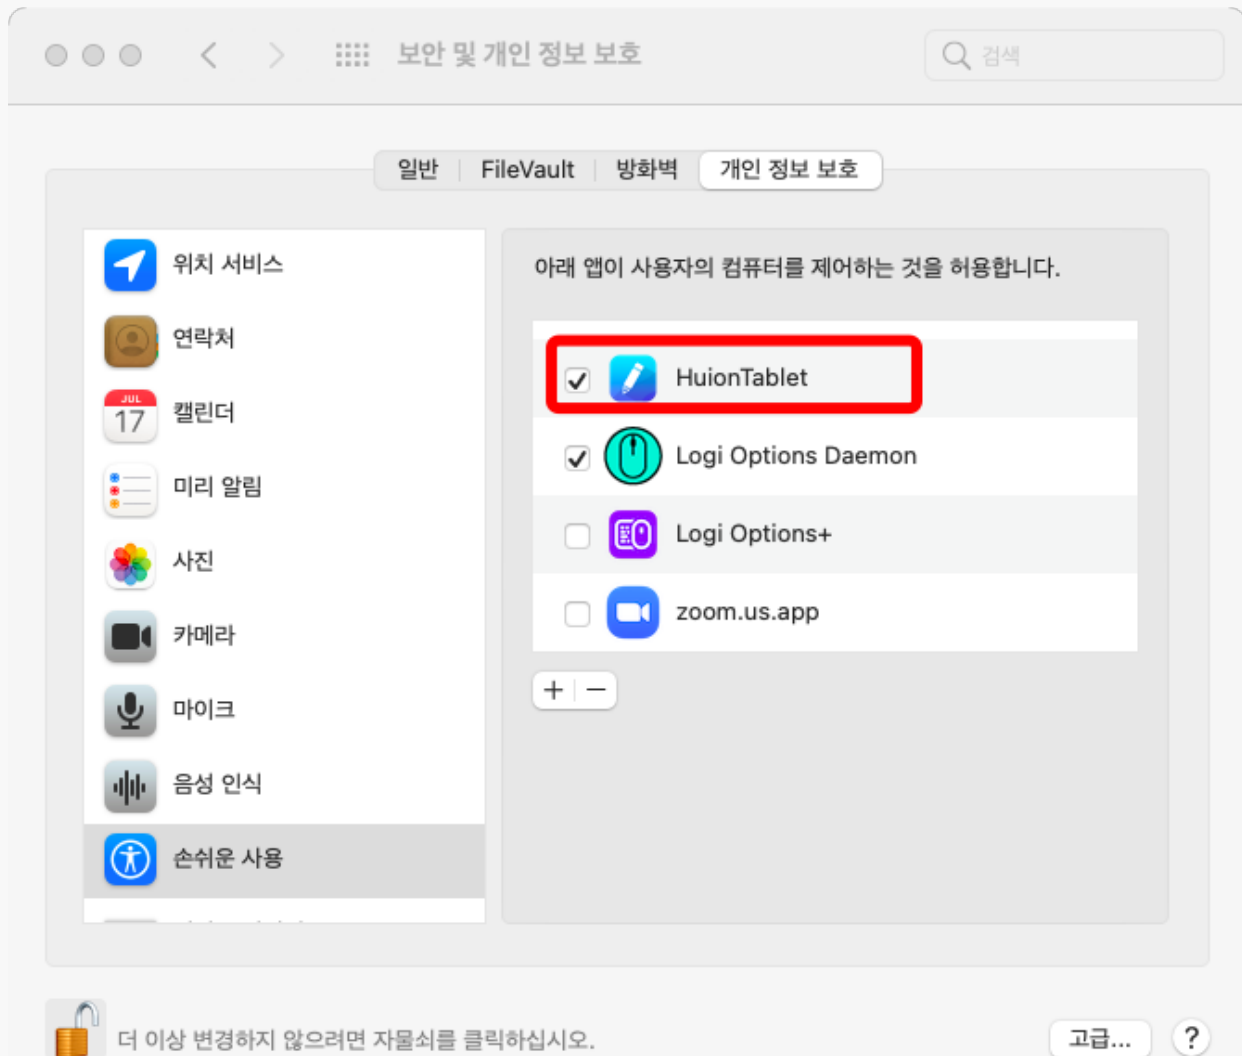 보안 및 개인 정보 보호
검색
일반
FileVault
방화벽
개인 정보 보호
위치 서비스
연락처
JUL
17
캘린더
미리 알림
사진
카메라
마이크
음성 인식
손쉬운 사용
아래 앱이 사용자의 컴퓨터를 제어하는 것을 허용합니다.
HuionTablet
Logi Options Daemon
Logi Options+
zoom.us.app
+ −
더 이상 변경하지 않으려면 자물쇠를 클릭하십시오.
고급...
?